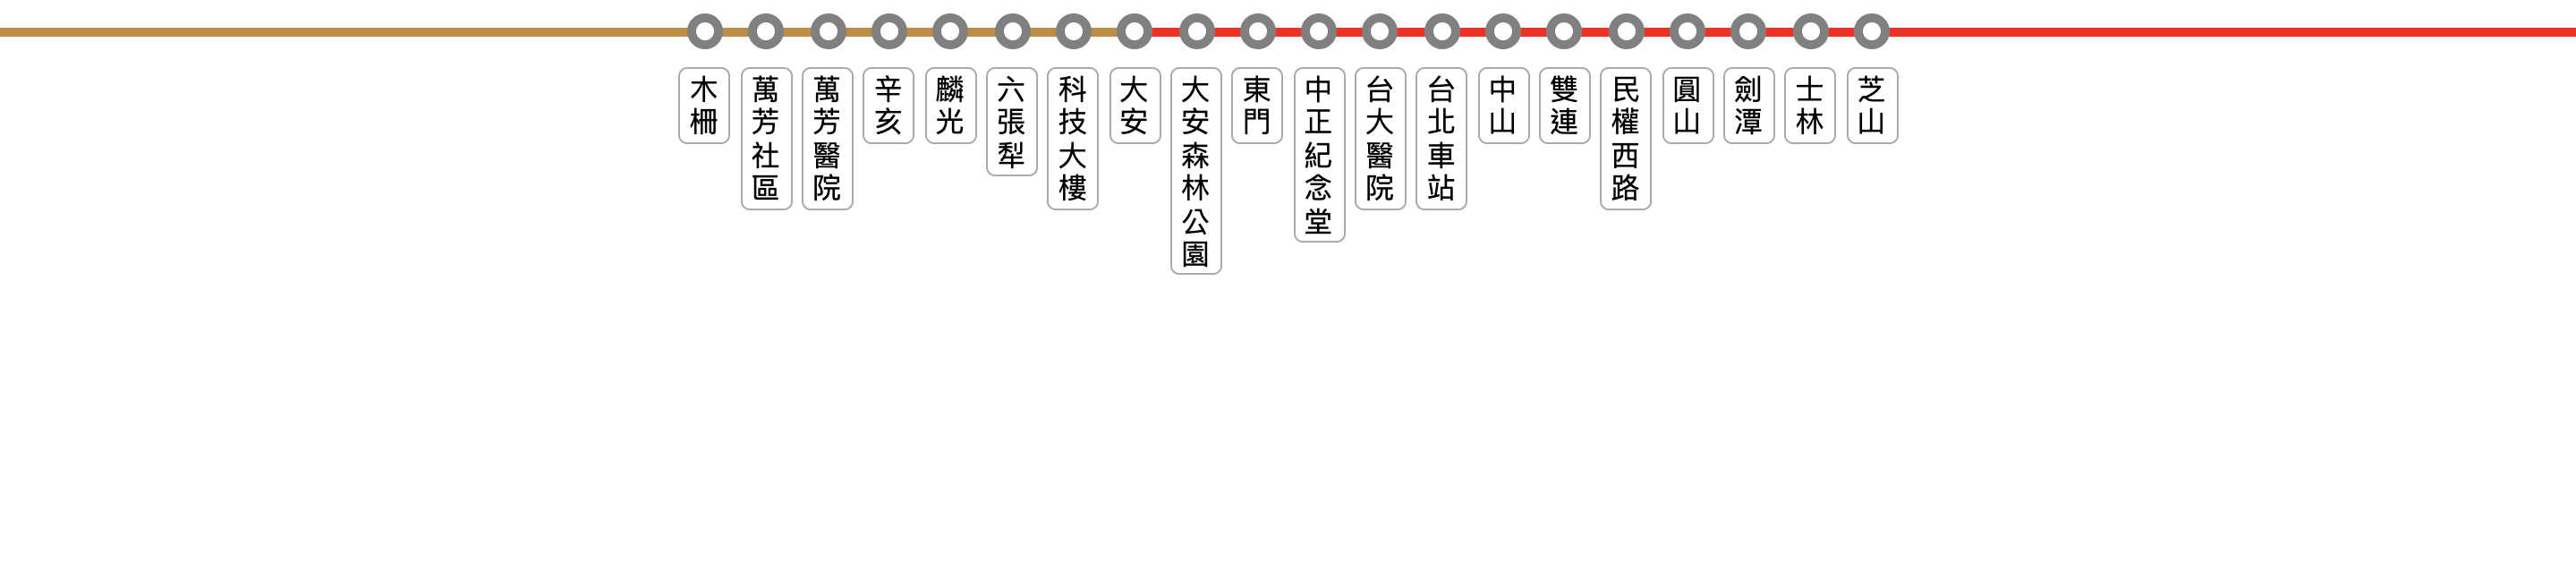 木柵
萬芳社區
萬芳醫院
辛亥
麟光
六張犁
科技大樓
大安
大安森林公園
東門
中正紀念堂
台大醫院
台北車站
中山
雙連
民權西路
圓山
劍潭
士林
芝山